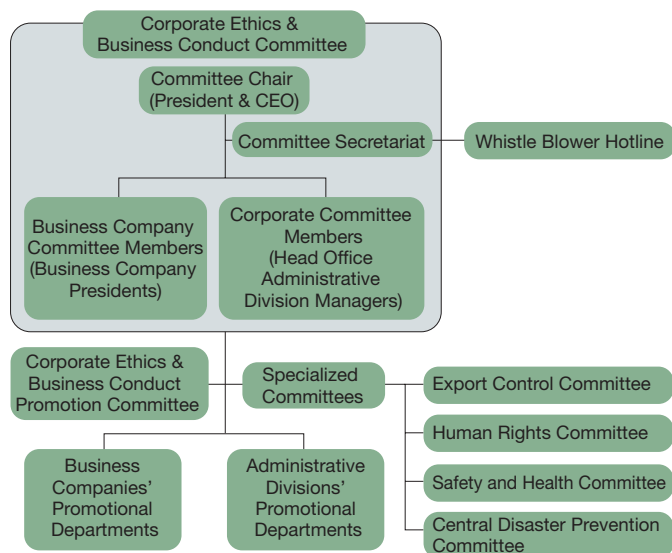 Corporate Ethics &
Business Conduct Committee
Committee Chair
(President & CEO)
Committee Secretariat
Whistle Blower Hotline
Business Company
Committee Members
(Business Company
Presidents)
Corporate Committee
Members
(Head Office
Administrative
Division Managers)
Corporate Ethics &
Business Conduct
Promotion Committee
Specialized
Committees
Export Control Committee
Human Rights Committee
Safety and Health Committee
Central Disaster Prevention
Committee
Business
Companies’
Promotional
Departments
Administrative
Divisions’
Promotional
Departments